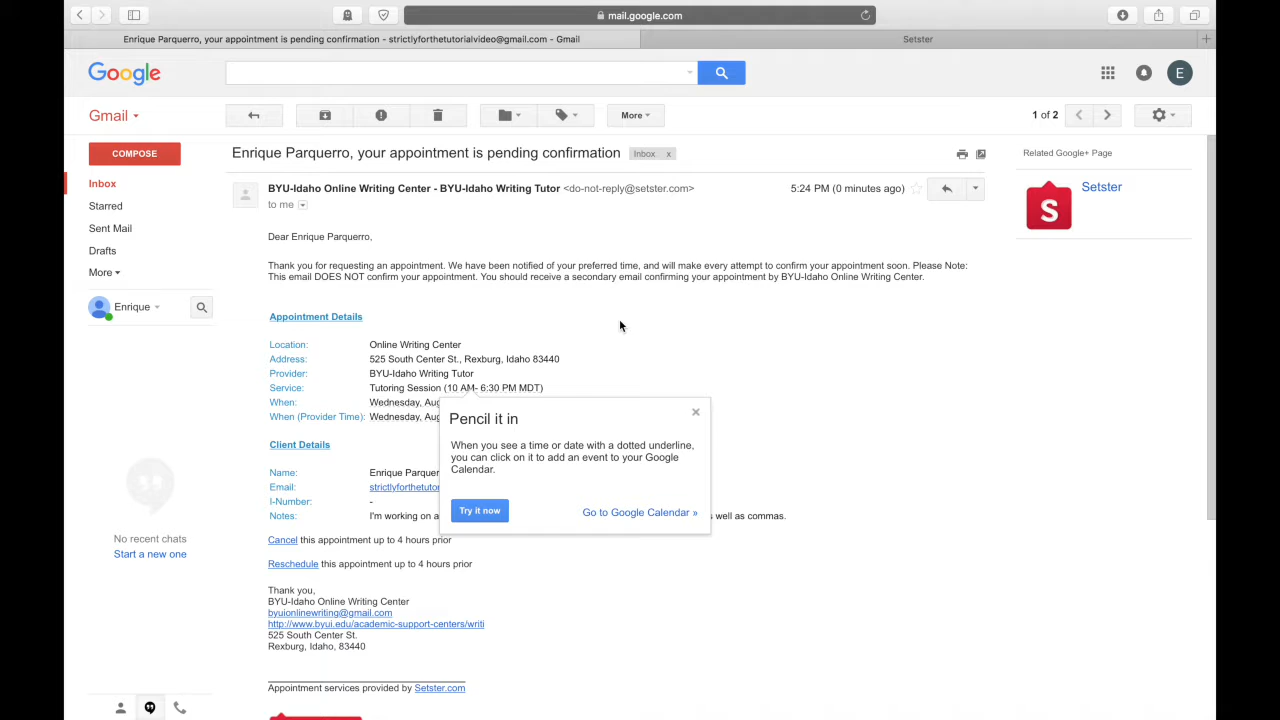 mail.google.com
Enrique Parquerro, your appointment is pending confirmation - strictlyforthetutorialvideo@gmail.com - Gmail
Setster
Google
E
Gmail
More
1 of 2
COMPOSE
Enrique Parquerro, your appointment is pending confirmation
Inbox x
Related Google+ Page
Inbox
BYU-Idaho Online Writing Center - BYU-Idaho Writing Tutor <do-not-reply@setster.com>
5:24 PM (0 minutes ago)
S
Setster
Starred
to me
Sent Mail
Drafts
More
Enrique
Dear Enrique Parquerro,
Thank you for requesting an appointment. We have been notified of your preferred time, and will make every attempt to confirm your appointment soon. Please Note:
This email DOES NOT confirm your appointment. You should receive a secondary email confirming your appointment by BYU-Idaho Online Writing Center.
Appointment Details
Location: Online Writing Center
Address: 525 South Center St., Rexburg, Idaho 83440
Provider: BYU-Idaho Writing Tutor
Service: Tutoring Session (10 AM- 6:30 PM MDT)
When: Wednesday, Aug
When (Provider Time): Wednesday, Aug
Pencil it in
When you see a time or date with a dotted underline,
you can click on it to add an event to your Google
Calendar.
Try it now
Go to Google Calendar »
Client Details
Name: Enrique Parquer
Email: strictlyforthetutor
I-Number: -
Notes: I'm working on a s well as commas.
Cancel this appointment up to 4 hours prior
Reschedule this appointment up to 4 hours prior
No recent chats
Start a new one
Thank you,
BYU-Idaho Online Writing Center
byuionlinewriting@gmail.com
http://www.byui.edu/academic-support-centers/writi
525 South Center St.
Rexburg, Idaho, 83440
Appointment services provided by Setster.com